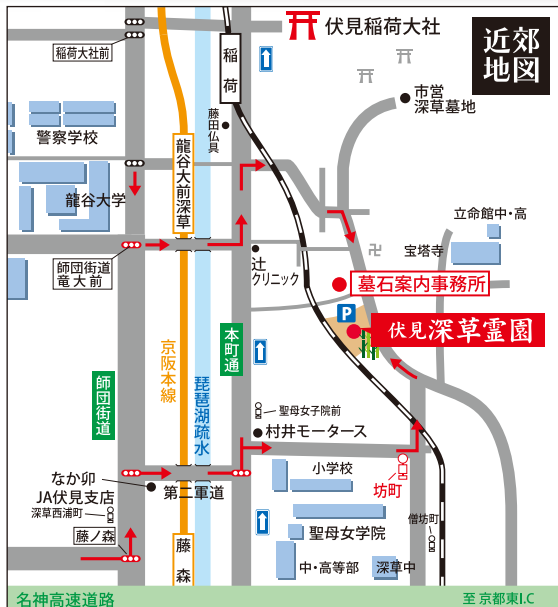 伏見稲荷大社
近郊
地図
稲荷大社前
稲荷
市営
深草墓地
藤田仏具
警察学校
龍谷大前深草
龍谷大学
立命館中・高
宝塔寺
師団街道
竜大前
辻
クリニック
墓石案内事務所
P
伏見 深草霊園
京阪本線
本町通
琵琶湖疏水
師団街道
聖母女子院前
村井モータース
小学校
坊町
なか卯
JA伏見支店
深草西浦町
第二軍道
僧坊町
藤ノ森
藤森
聖母女学院
中・高等部
深草中
名神高速道路
至 京都東I.C